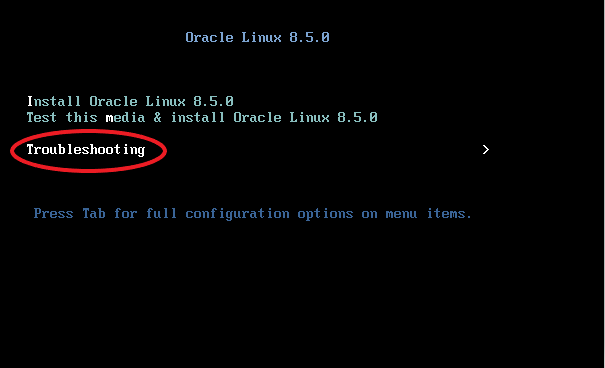 Oracle Linux 8.5.0
Install Oracle Linux 8.5.0
Test this media & install Oracle Linux 8.5.0
Troubleshooting >
Press Tab for full configuration options on menu items.